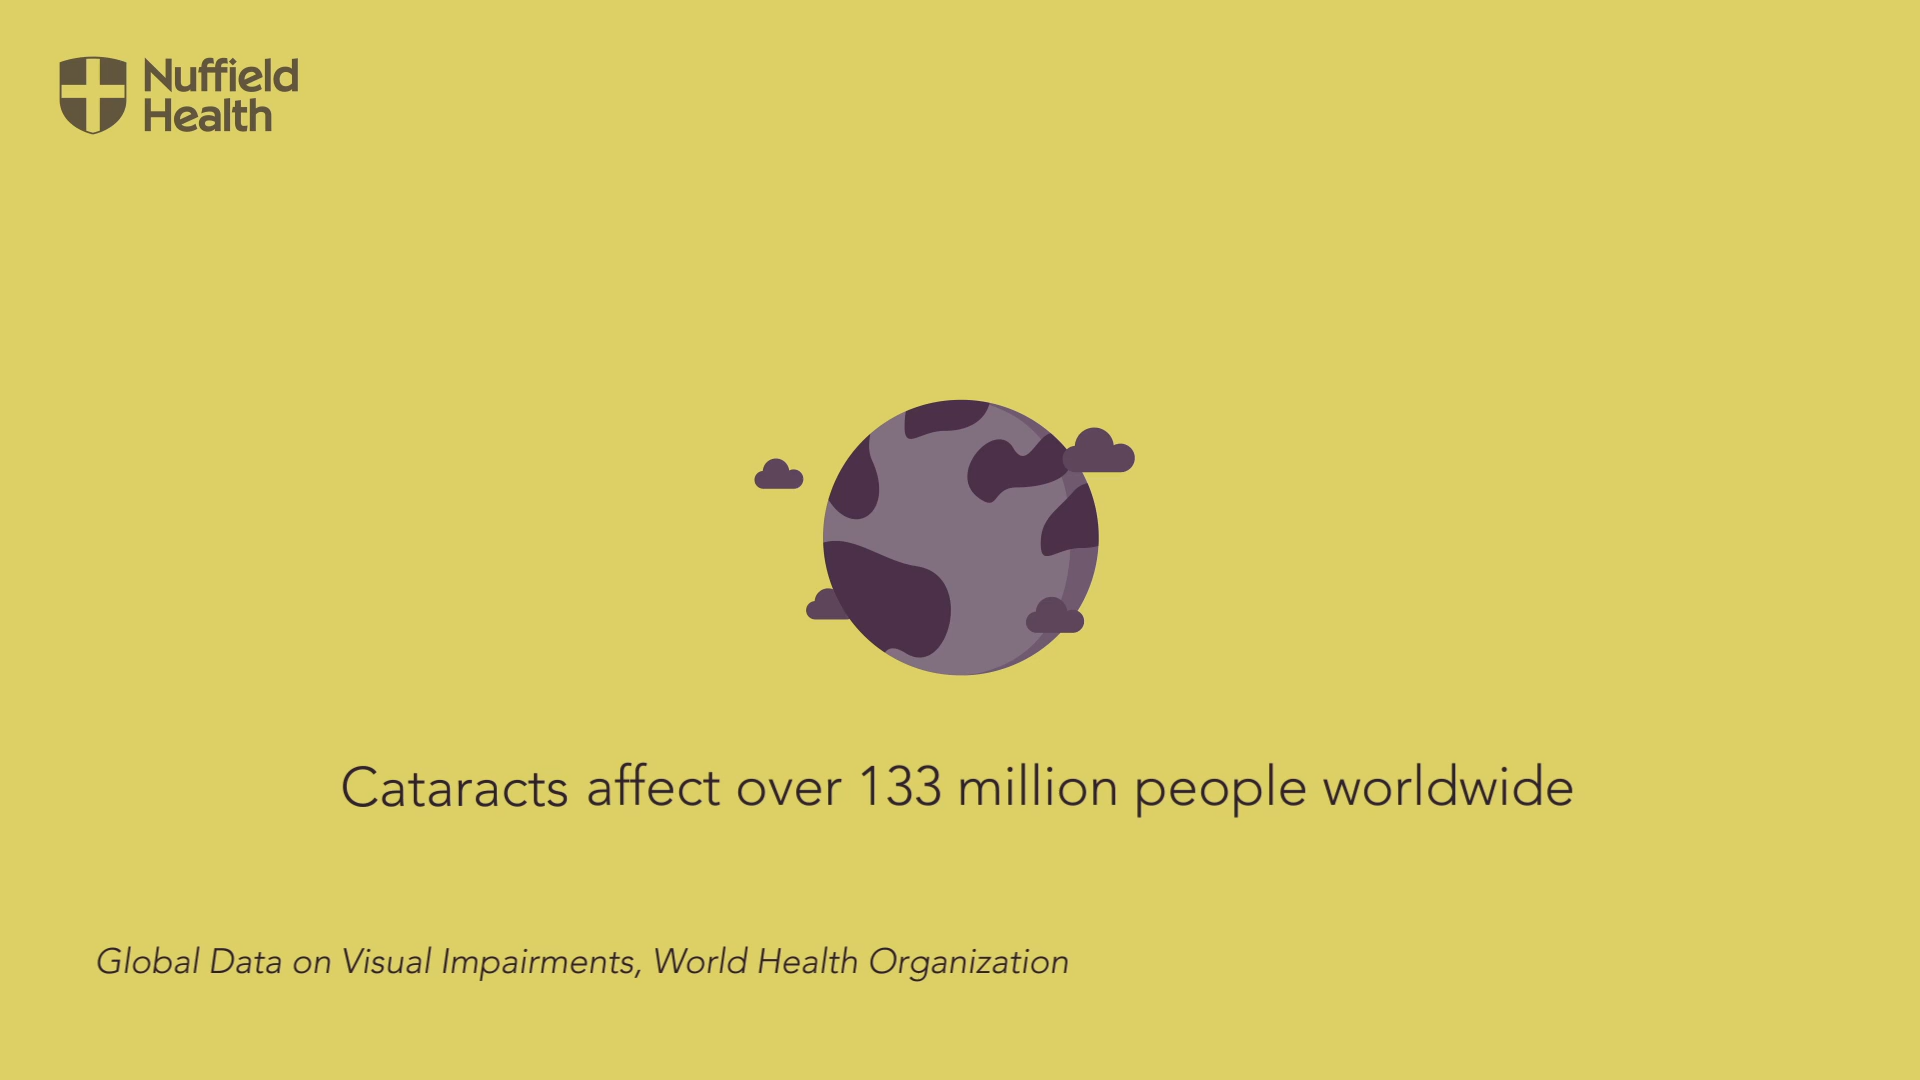 Nuffield
Health
Cataracts affect over 133 million people worldwide
Global Data on Visual Impairments, World Health Organization